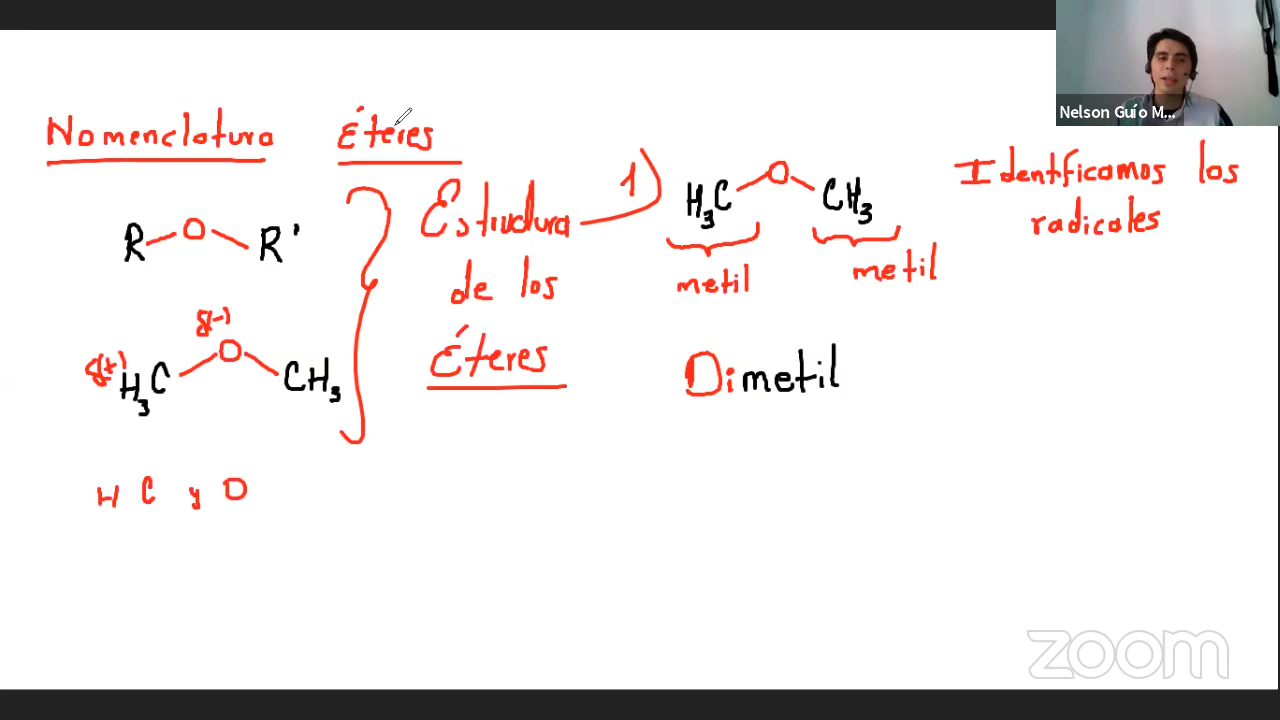 Nomenclatura Éteres
R O R'
δ(-)
δ(+)
H3C O CH3
H C y O
Estructura
de los
Éteres
1)
H3C O CH3
metil metil
Dimetil
Identficamos los
radicales
Nelson Guío M...
zoom